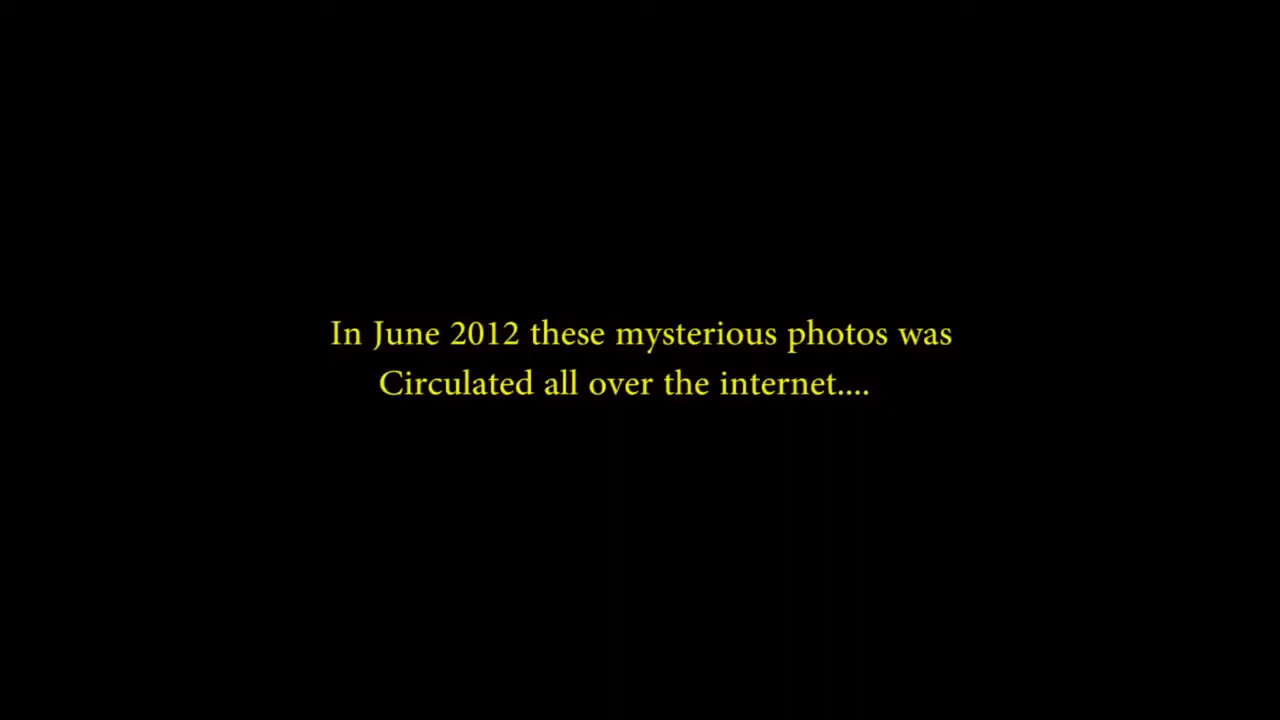 In June 2012 these mysterious photos was
Circulated all over the internet....